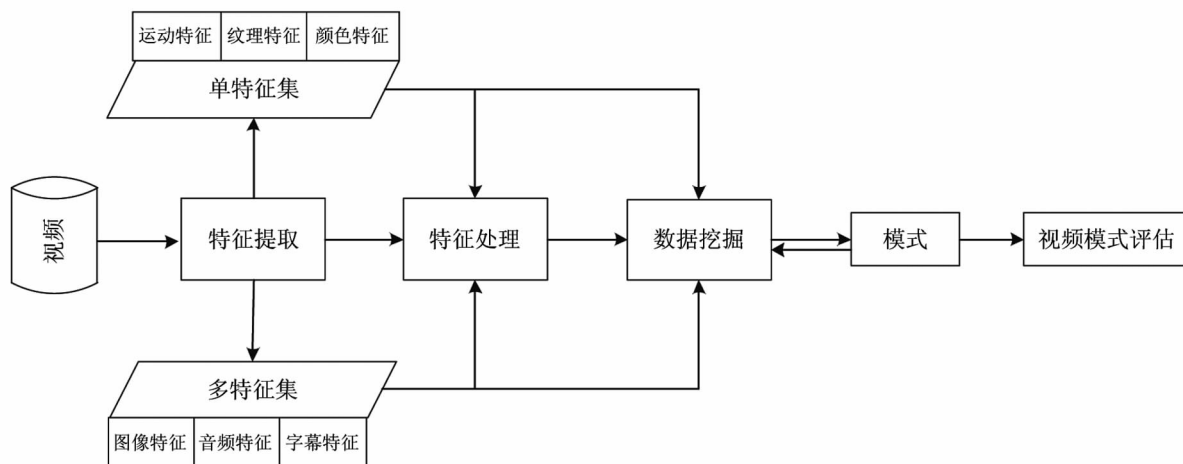 运动特征 纹理特征 颜色特征
单特征集
视频
特征提取
特征处理
数据挖掘
模式
视频模式评估
多特征集
图像特征 音频特征 字幕特征